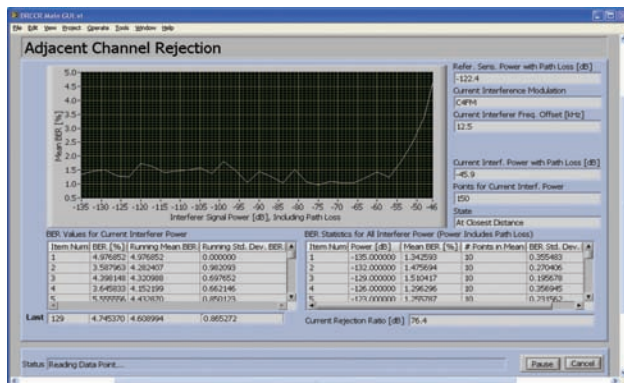 DRCCR Main GUI.vi
File Edit View Project Operate Tools Window Help
Adjacent Channel Rejection
Mean BER [%]
5.0
4.5
4.0
3.5
3.0
2.5
2.0
1.5
1.0
0.5
-135 -130 -125 -120 -115 -110 -105 -100 -95 -90 -85 -80 -75 -70 -65 -60 -55 -50 -46
Interferer Signal Power [dB], Including Path Loss
Refer. Sens. Power with Path Loss [dB]
-122.4
Current Interference Modulation
C4FM
Current Interferer Freq. Offset [kHz]
12.5
Current Interf. Power with Path Loss [dB]
-45.9
Points for Current Interf. Power
150
State
At Closest Distance
BER Values for Current Interferer Power
Item Num BER [%] Running Mean BER Running Std. Dev. BER
1 4.976852 4.976852 0.000000
2 3.587963 4.282407 0.982093
3 4.398148 4.320988 0.697652
4 3.645833 4.152199 0.662146
5 5.555556 4.432870 0.850123
Last 129 4.745370 4.608994 0.865272
BER Statistics for All Interferer Power (Power Includes Path Loss)
Item Num Power [dB] Mean BER [%] # Points in Mean BER Std. Dev.
1 -135.000000 1.342593 10 0.355483
2 -132.000000 1.475694 10 0.270406
3 -129.000000 1.510417 10 0.195678
4 -126.000000 1.296296 10 0.356945
5 -123.000000 1.255787 10 0.231562
Current Rejection Ratio [dB] 76.4
Status Reading Data Point...
Pause Cancel